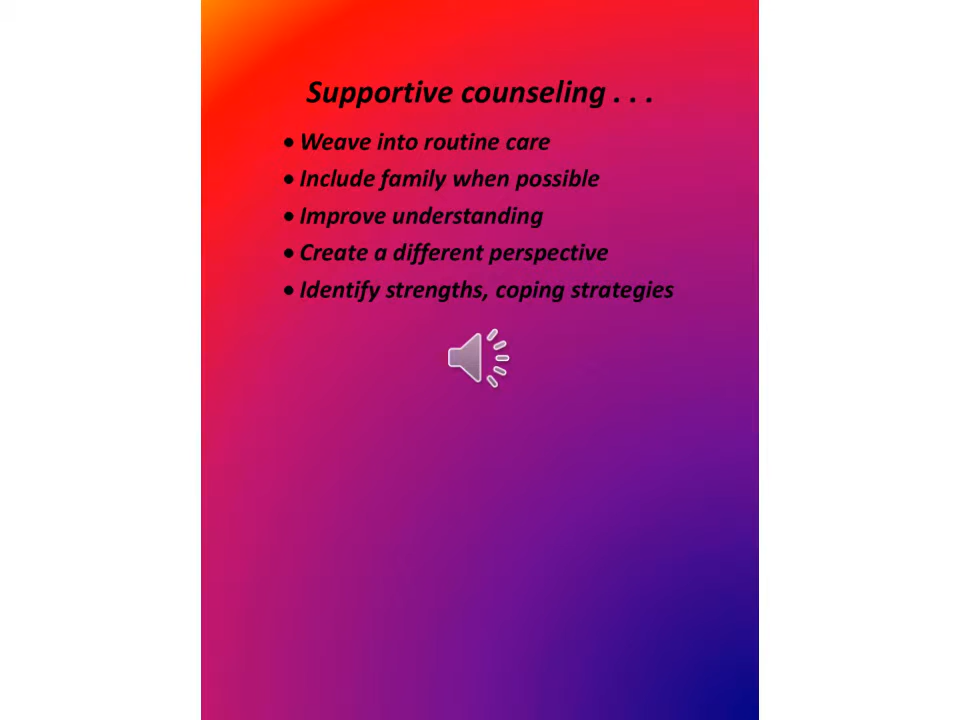 Supportive counseling . . .
• Weave into routine care
• Include family when possible
• Improve understanding
• Create a different perspective
• Identify strengths, coping strategies